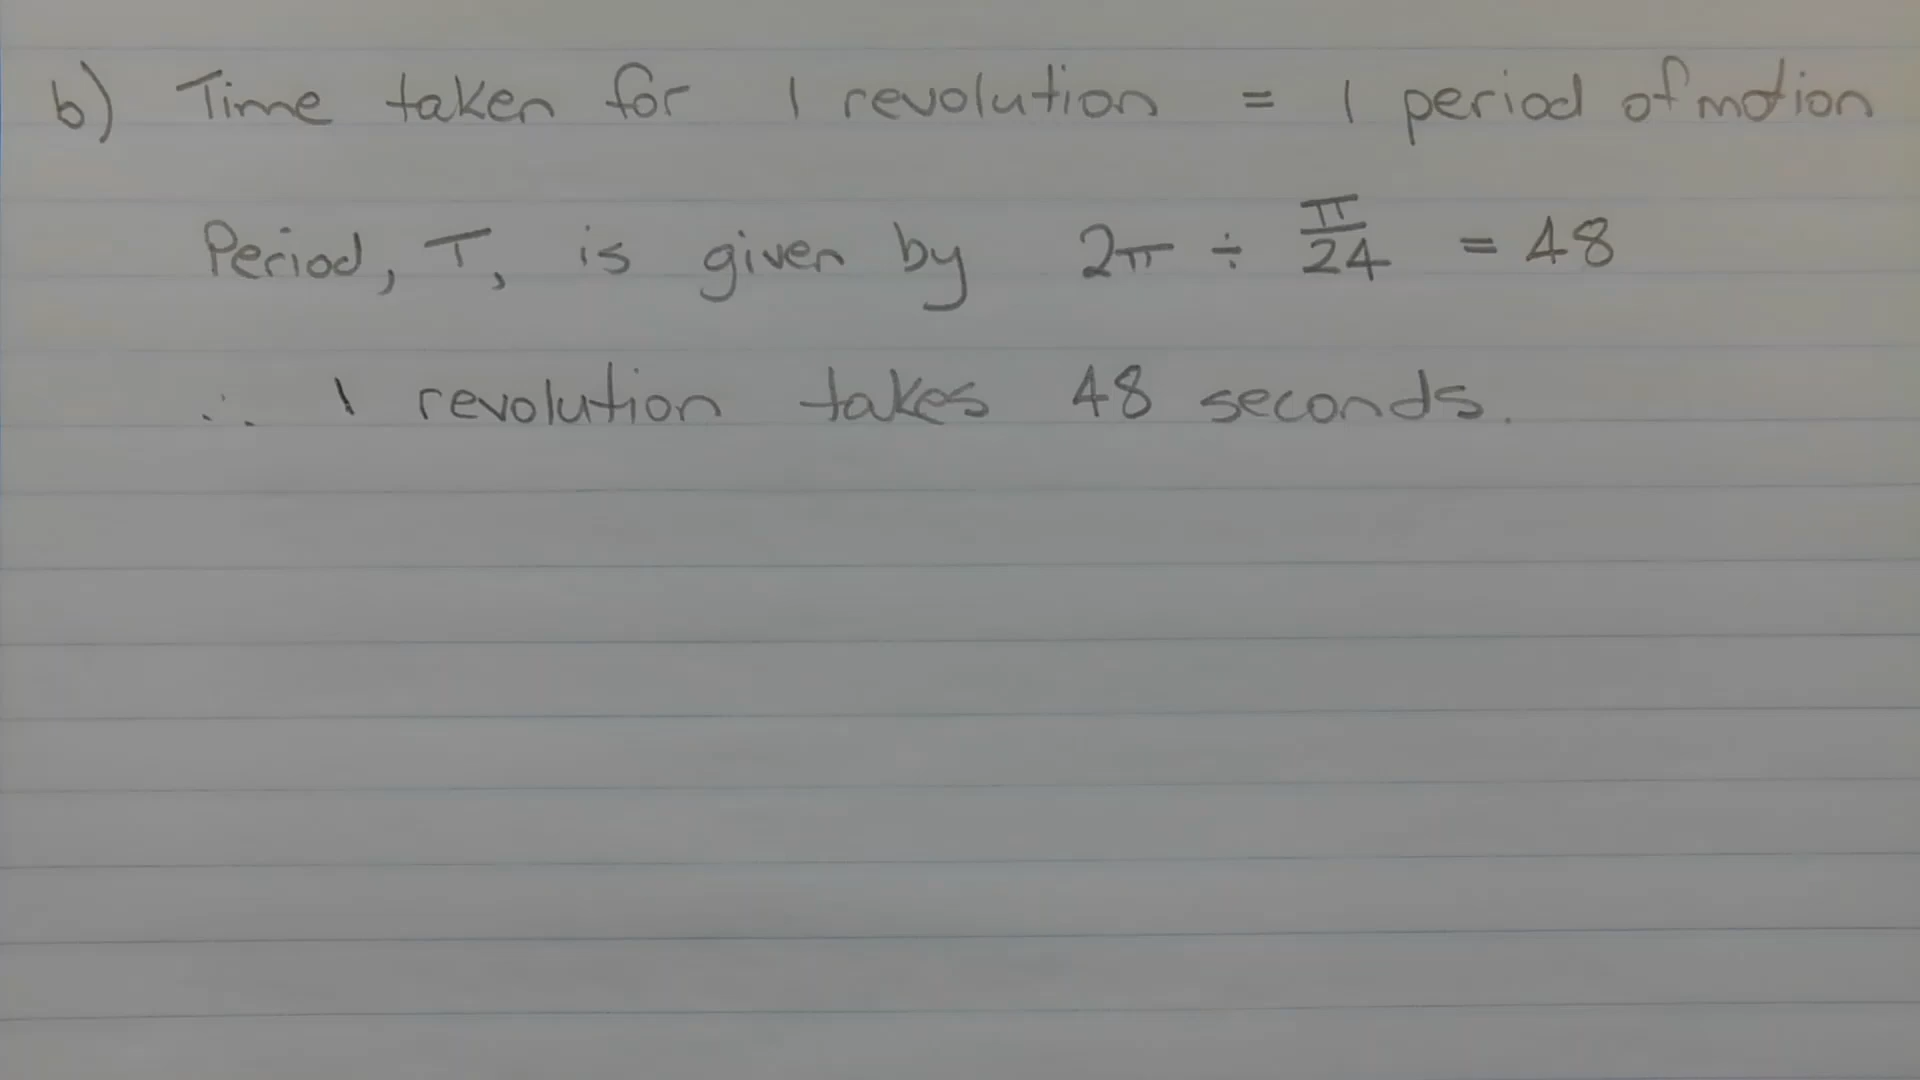 b) Time taken for 1 revolution = 1 period of motion
Period, T, is given by 2π ÷ π/24 = 48
∴ 1 revolution takes 48 seconds.